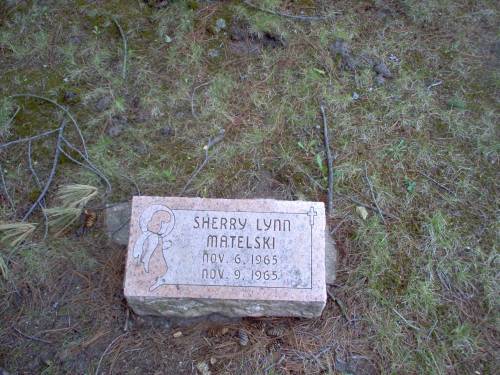 SHERRY LYNN
MATELSKI
NOV. 6, 1965
NOV. 9, 1965